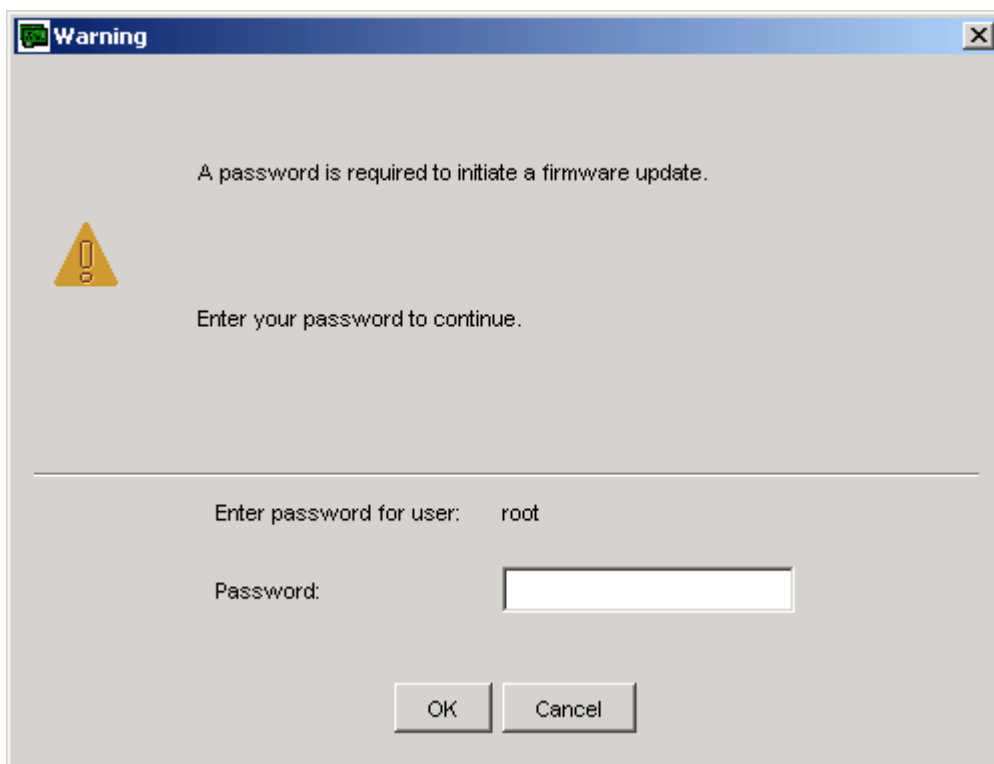 Warning
A password is required to initiate a firmware update.
Enter your password to continue.
Enter password for user: root
Password:
OK Cancel